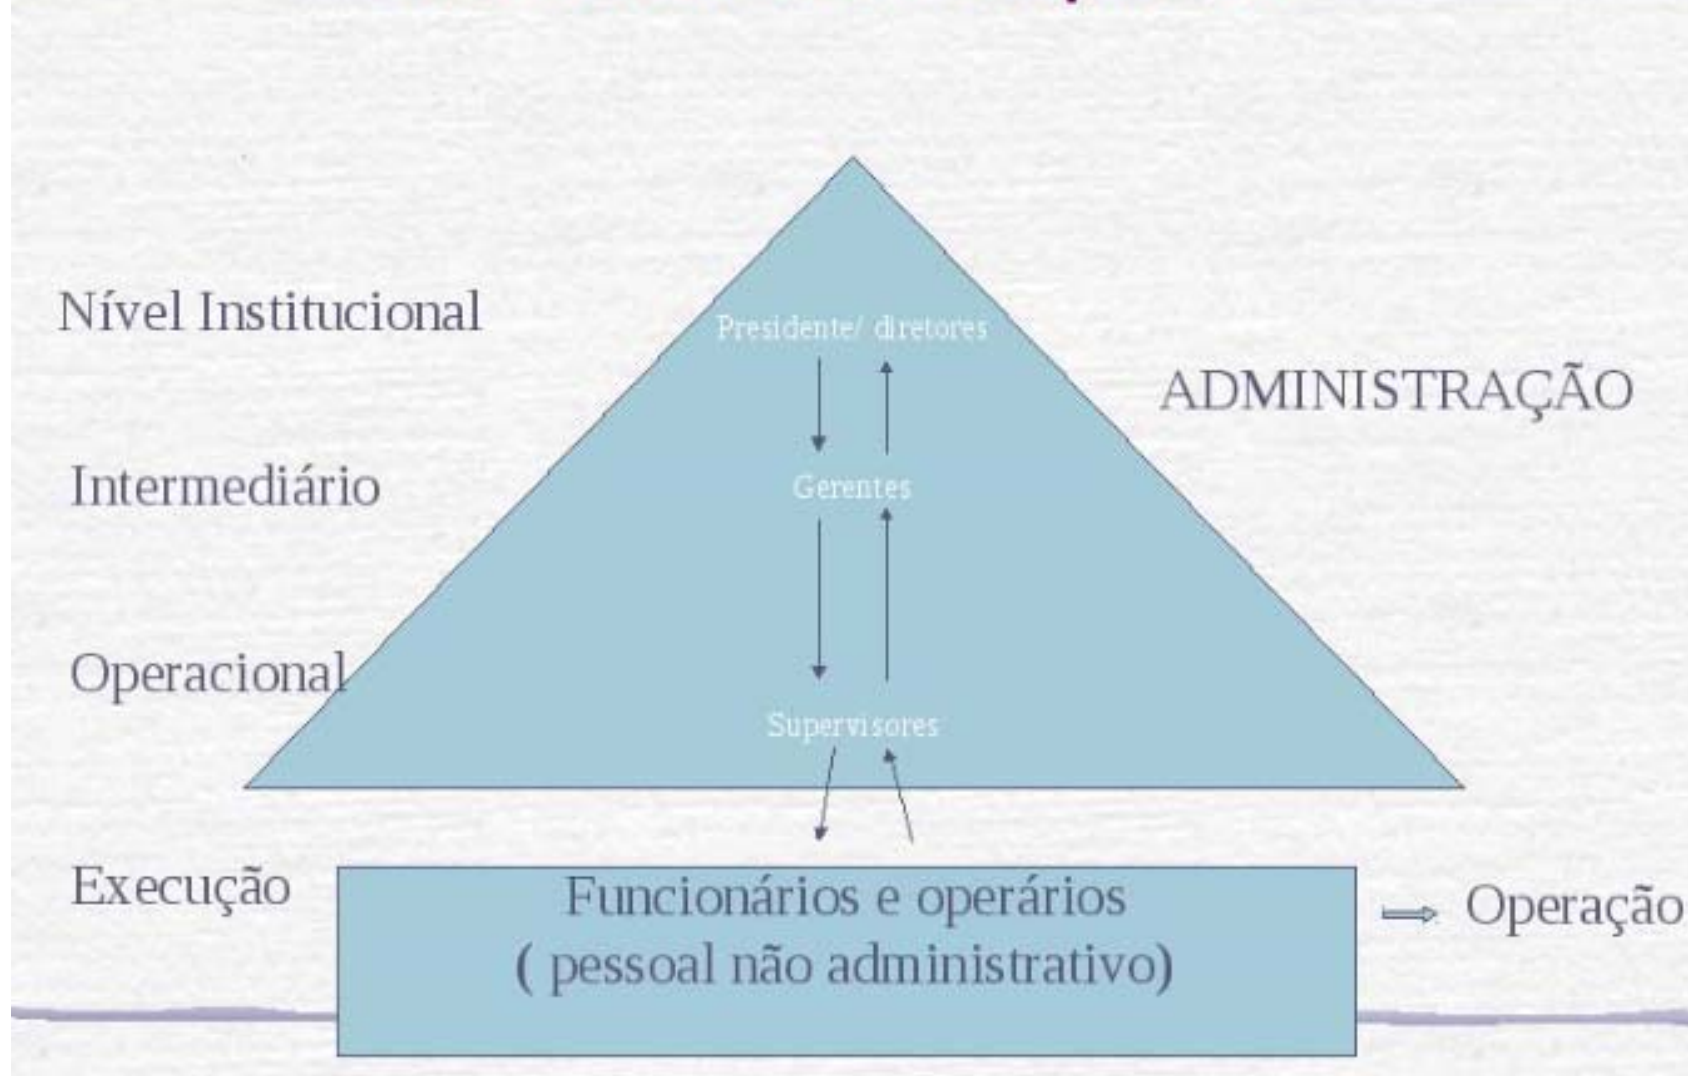 Nível Institucional
Presidente/ diretores
ADMINISTRAÇÃO
Intermediário
Gerentes
Operacional
Supervisores
Execução
Funcionários e operários
( pessoal não administrativo)
Operação